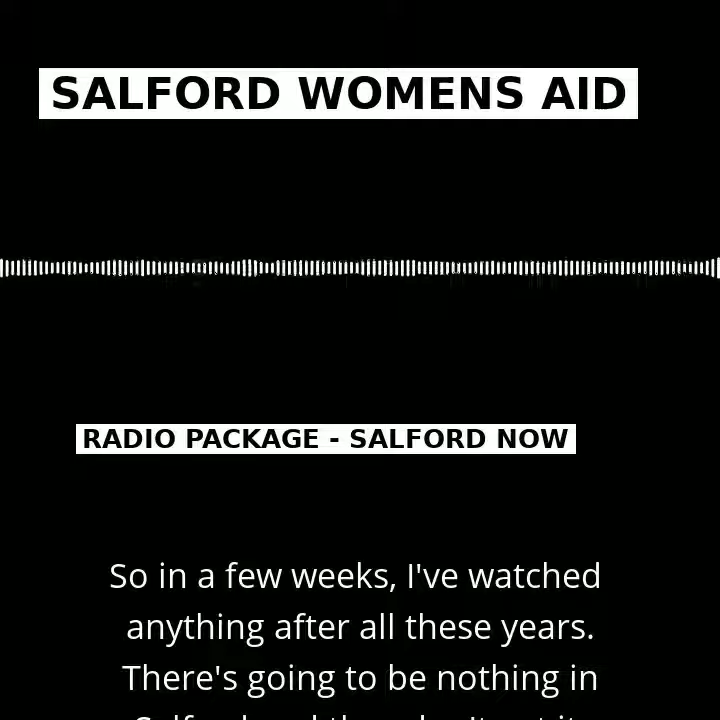 SALFORD WOMENS AID
RADIO PACKAGE - SALFORD NOW
So in a few weeks, I've watched
anything after all these years.
There's going to be nothing in